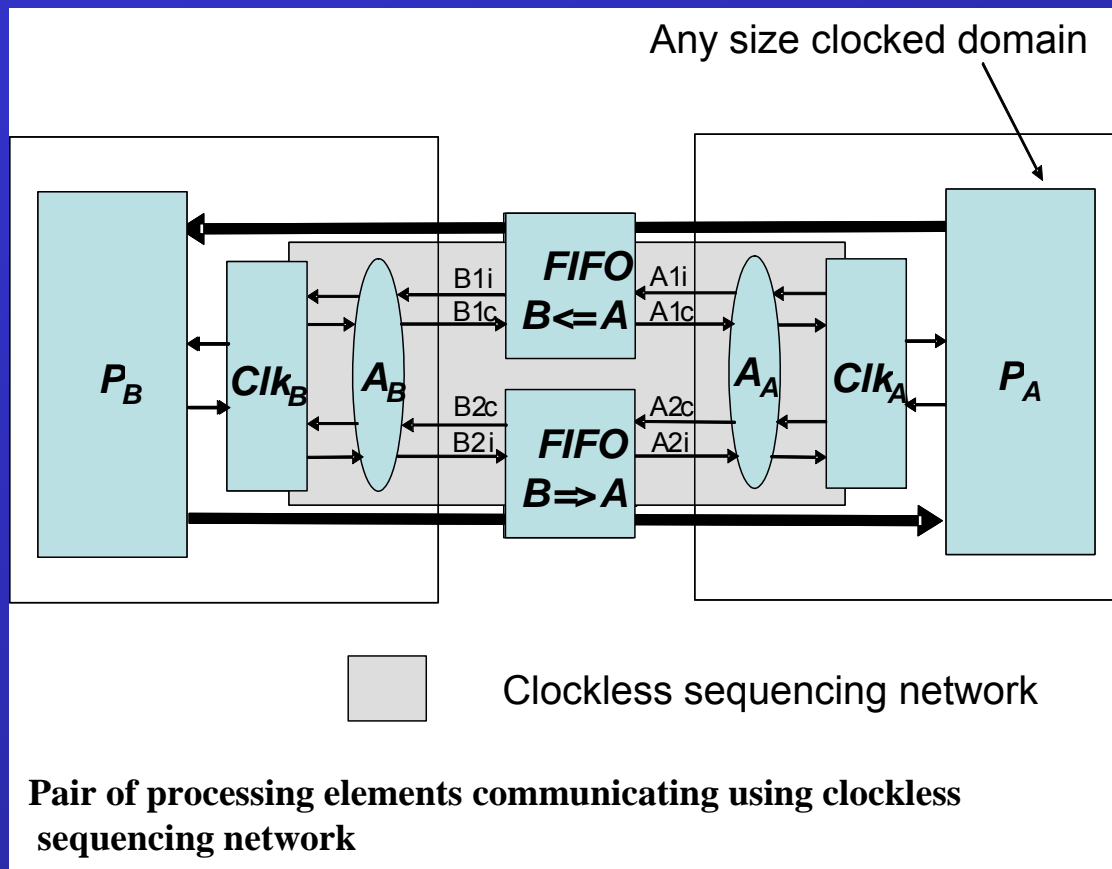 Any size clocked domain
FIFO
B<=A
B1i
B1c
A1i
A1c
P_B
Clk_B
A_B
A_A
Clk_A
P_A
B2c
B2i
A2c
A2i
FIFO
B=>A
Clockless sequencing network
Pair of processing elements communicating using clockless
sequencing network